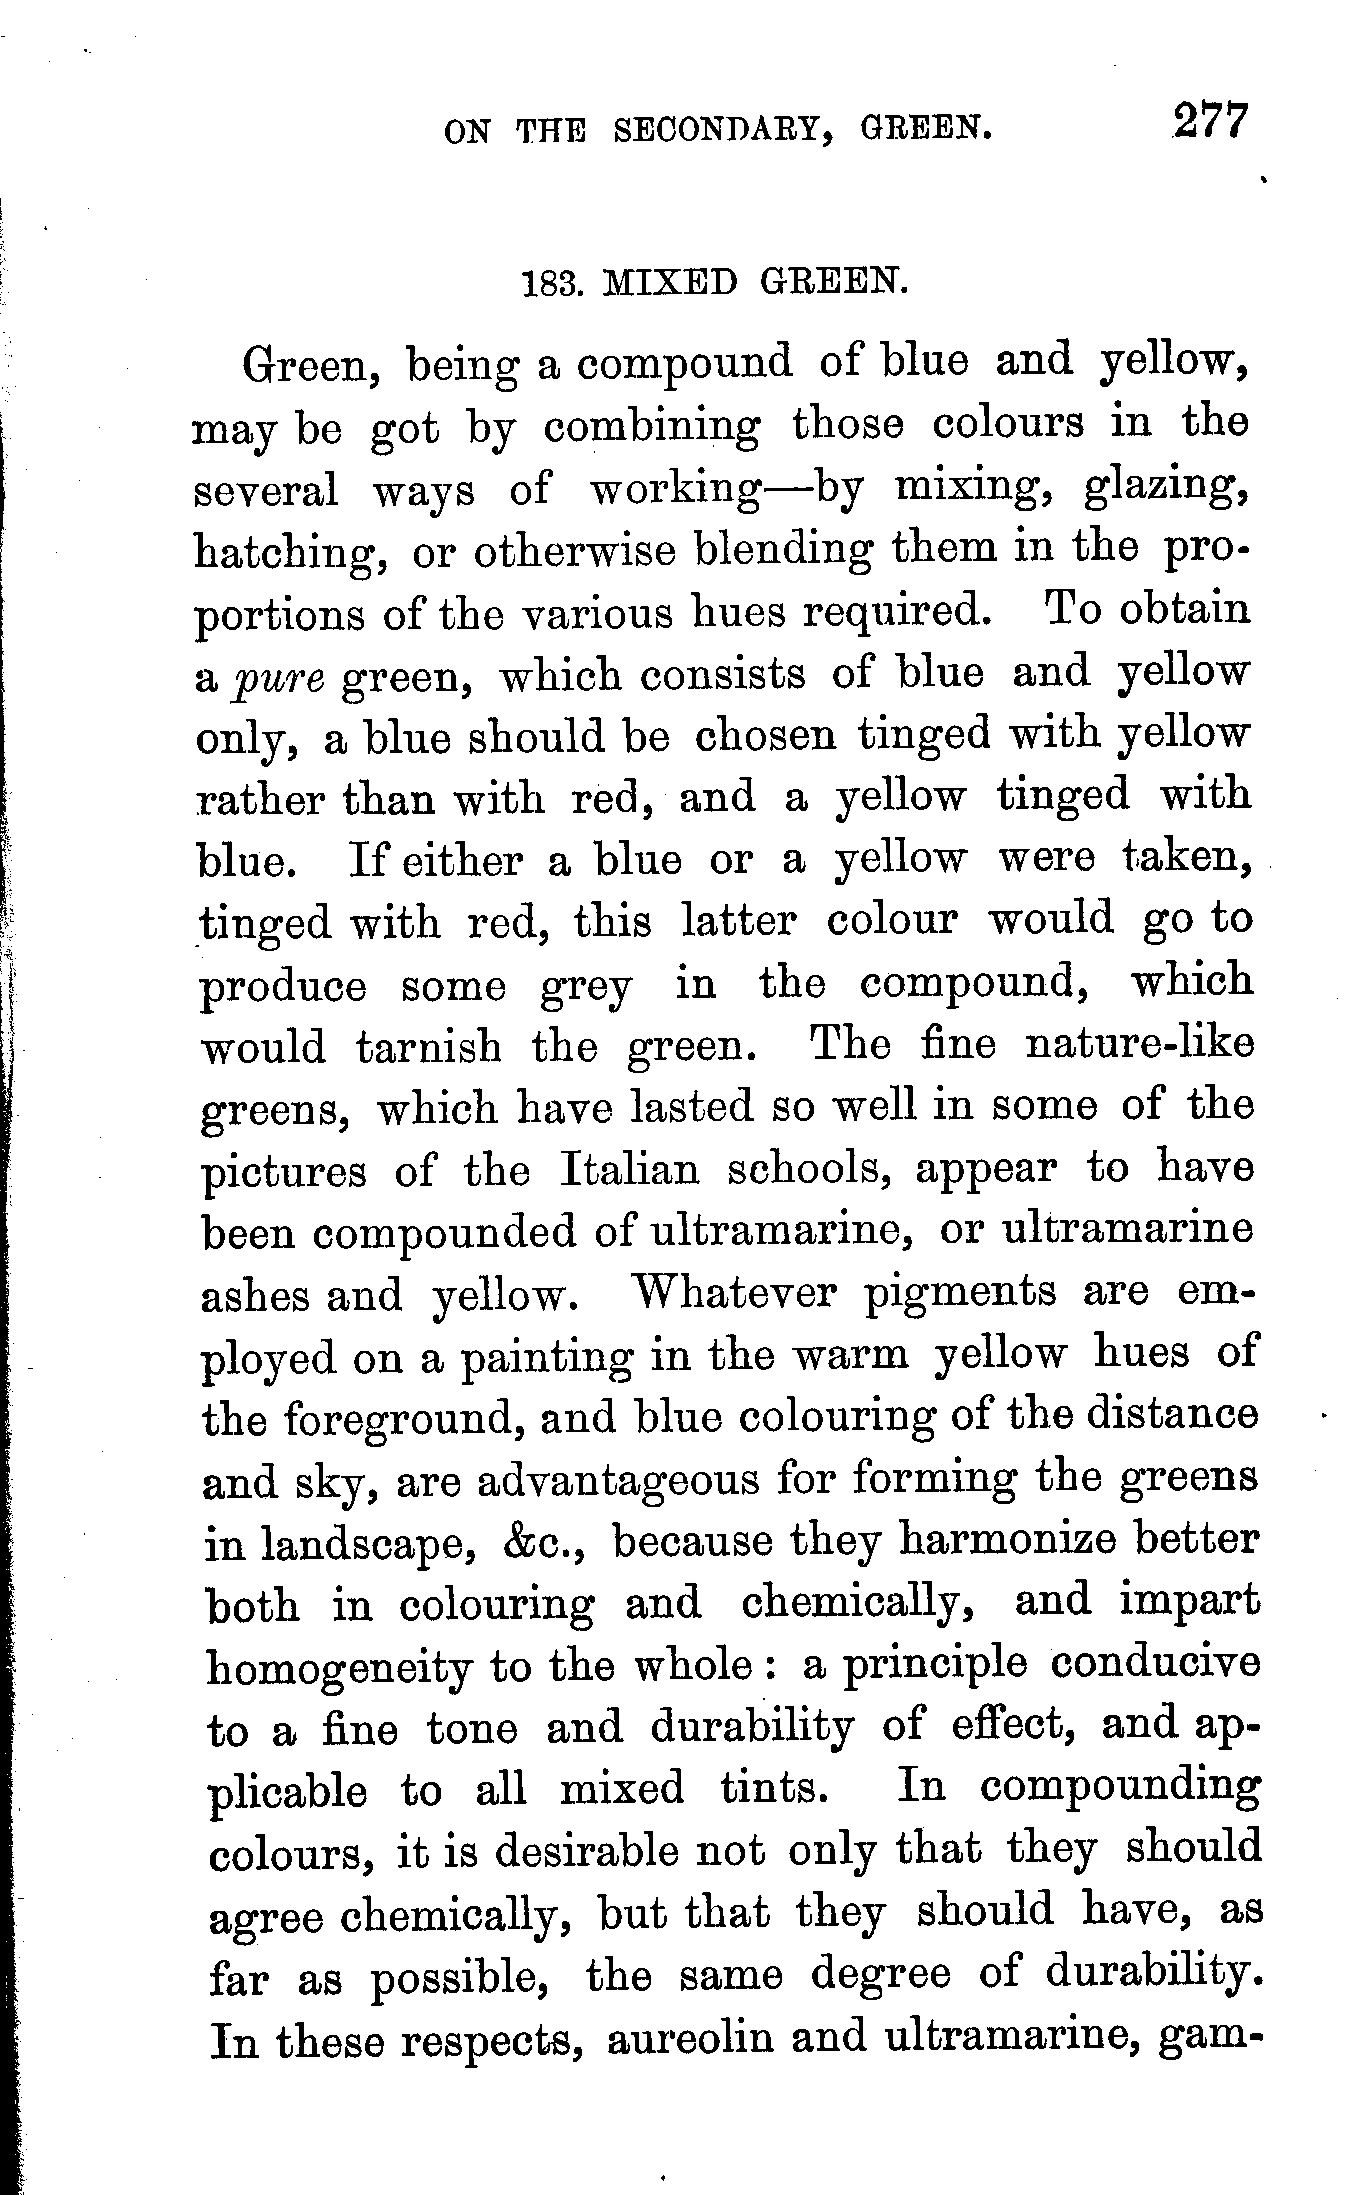 ON THE SECONDARY, GREEN. 277
183. MIXED GREEN.
Green, being a compound of blue and yellow,
may be got by combining those colours in the
several ways of working—by mixing, glazing,
hatching, or otherwise blending them in the pro-
portions of the various hues required. To obtain
a pure green, which consists of blue and yellow
only, a blue should be chosen tinged with yellow
rather than with red, and a yellow tinged with
blue. If either a blue or a yellow were taken,
tinged with red, this latter colour would go to
produce some grey in the compound, which
would tarnish the green. The fine nature-like
greens, which have lasted so well in some of the
pictures of the Italian schools, appear to have
been compounded of ultramarine, or ultramarine
ashes and yellow. Whatever pigments are em-
ployed on a painting in the warm yellow hues of
the foreground, and blue colouring of the distance
and sky, are advantageous for forming the greens
in landscape, &c., because they harmonize better
both in colouring and chemically, and impart
homogeneity to the whole: a principle conducive
to a fine tone and durability of effect, and ap-
plicable to all mixed tints. In compounding
colours, it is desirable not only that they should
agree chemically, but that they should have, as
far as possible, the same degree of durability.
In these respects, aureolin and ultramarine, gam-